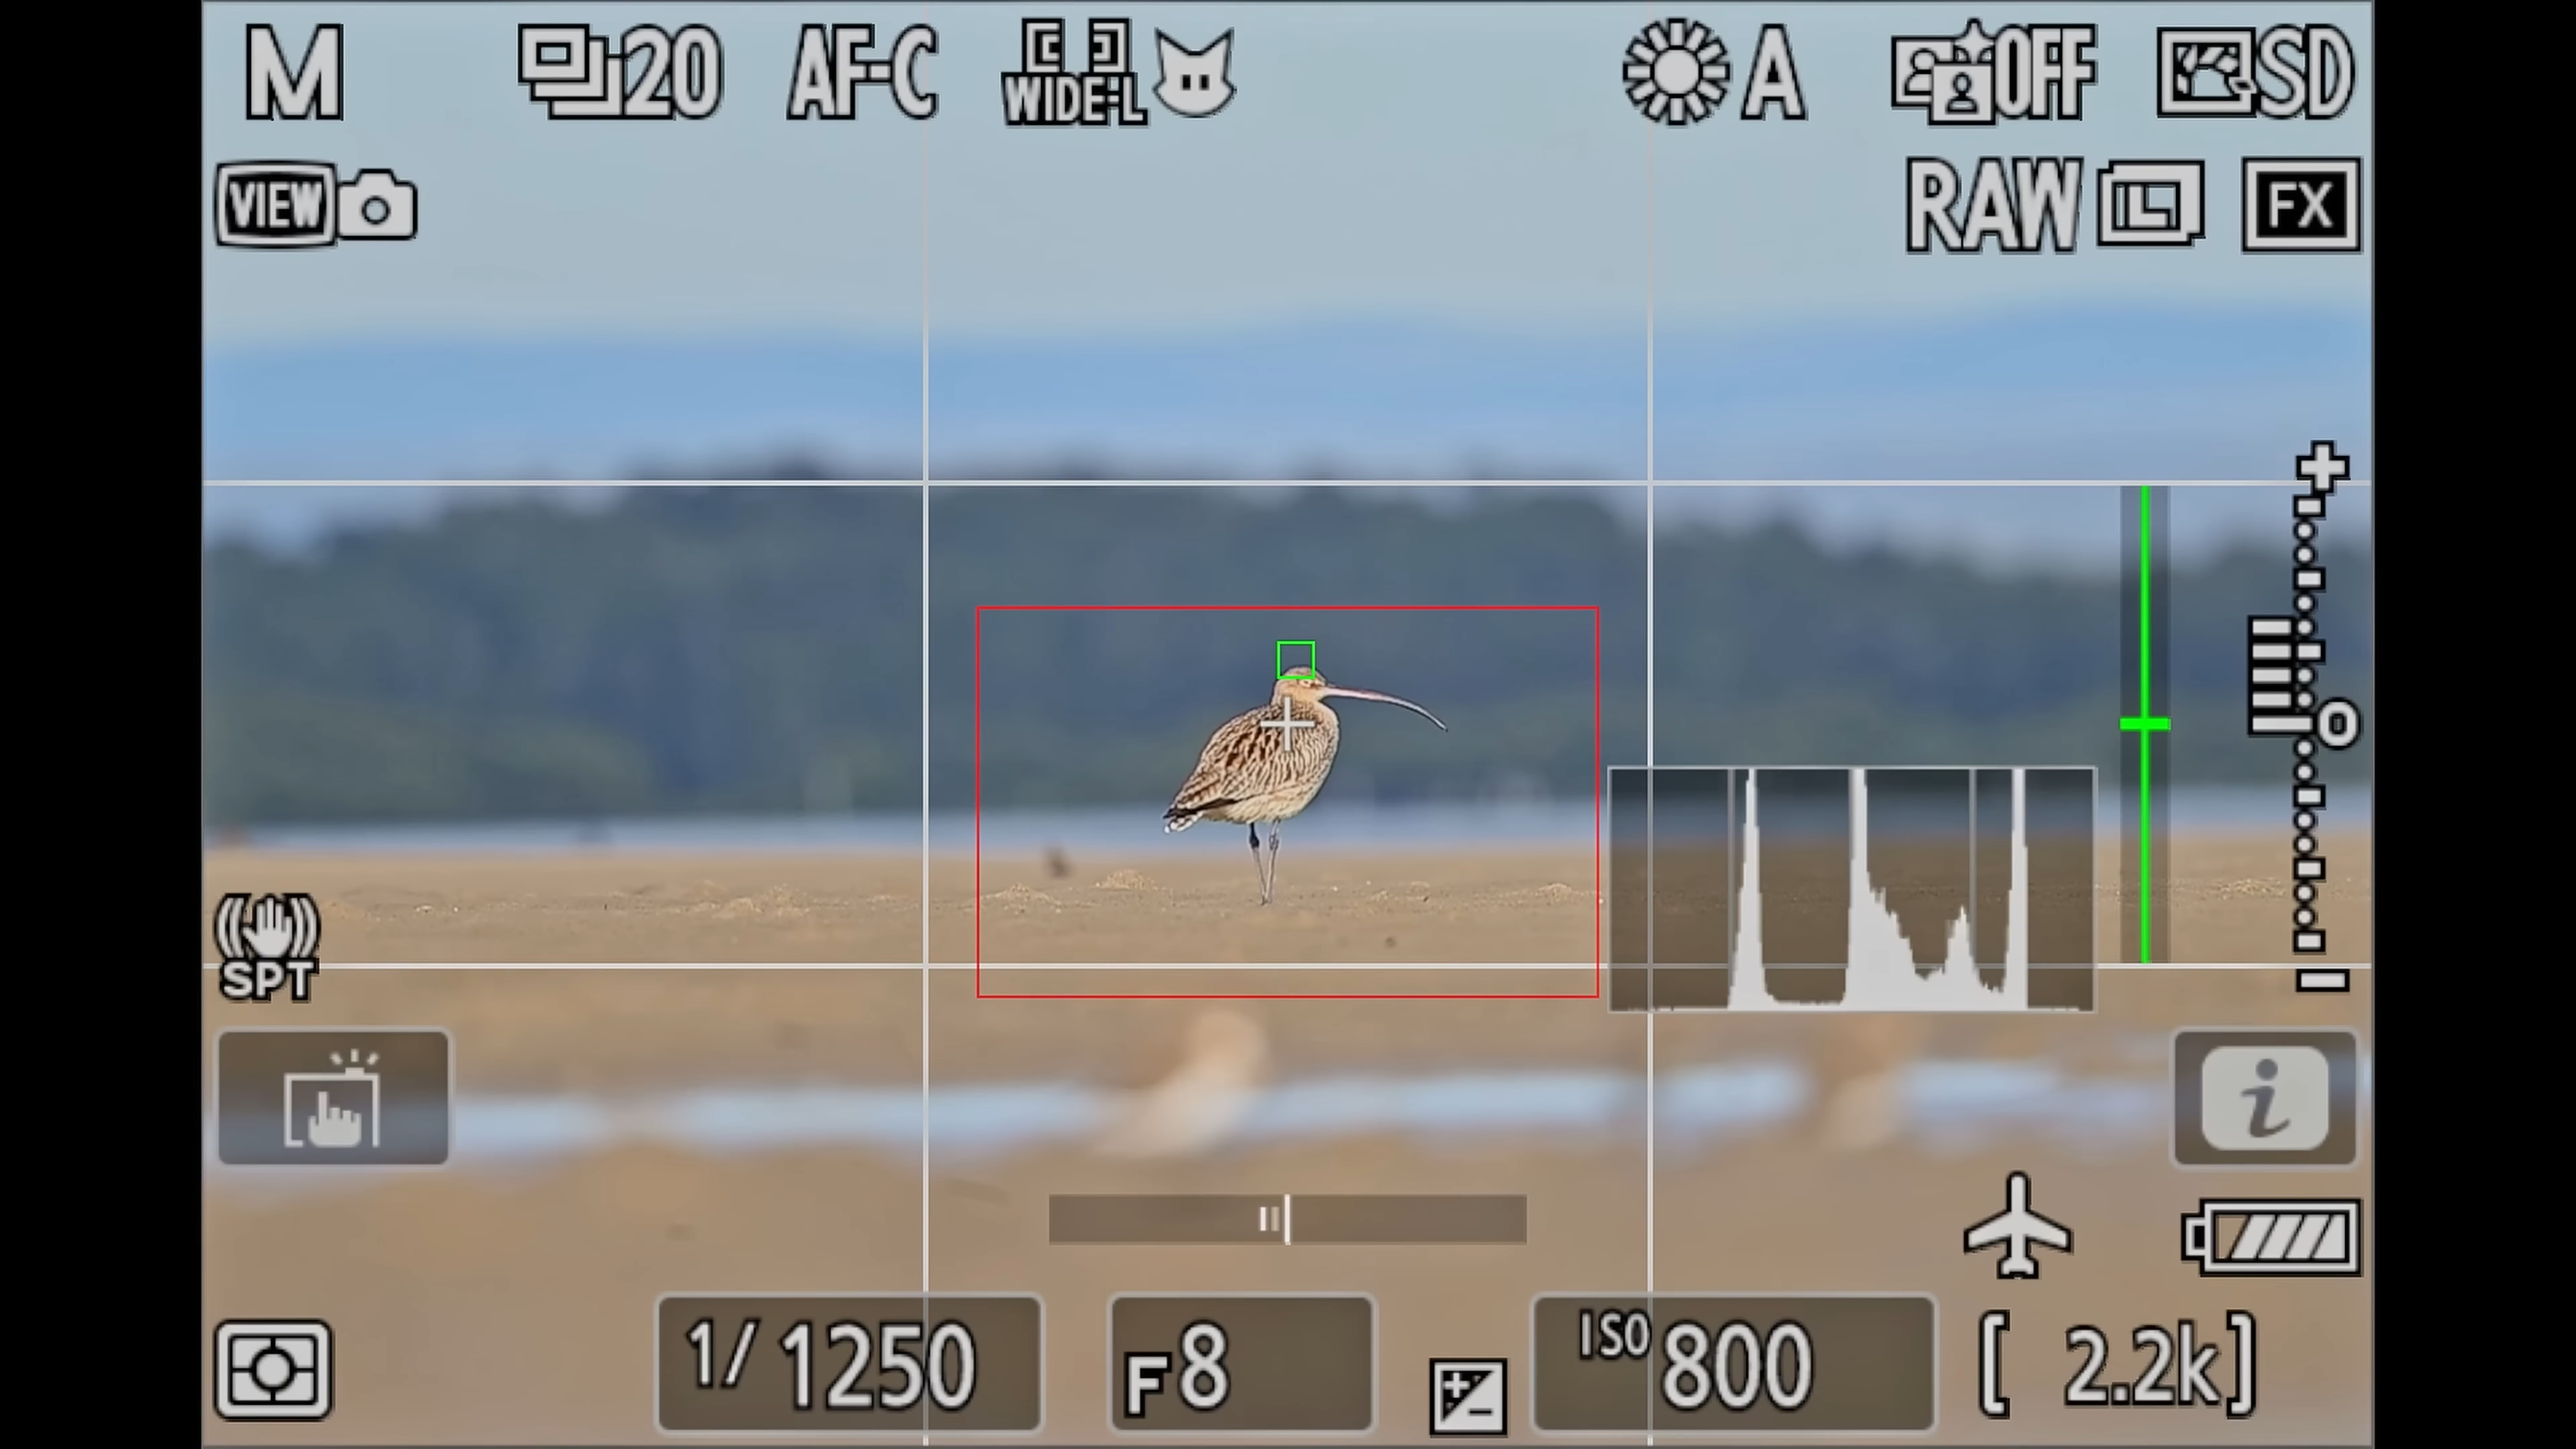 M 20 AF-C WIDE-L A OFF SD
VIEW RAW L FX
SPT
i
1/1250 F8 ISO 800 [ 2.2k]